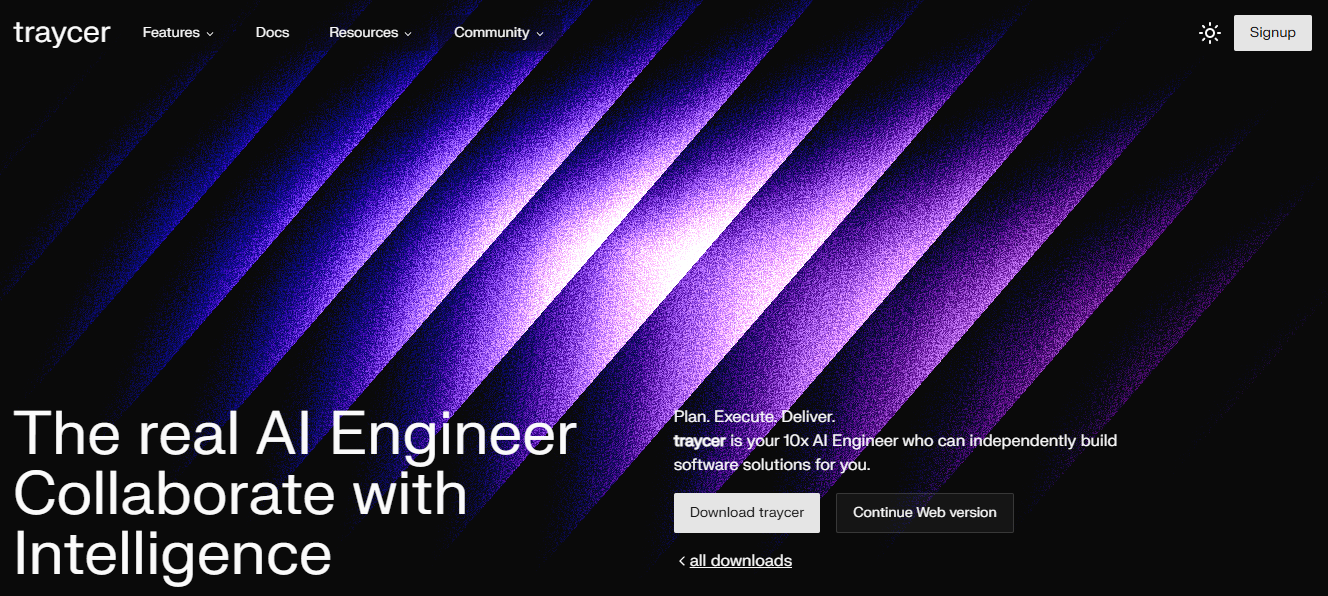 traycer
Features
Docs
Resources
Community
Signup
The real AI Engineer
Collaborate with
Intelligence
Plan. Execute. Deliver.
traycer is your 10x AI Engineer who can independently build
software solutions for you.
Download traycer
Continue Web version
all downloads